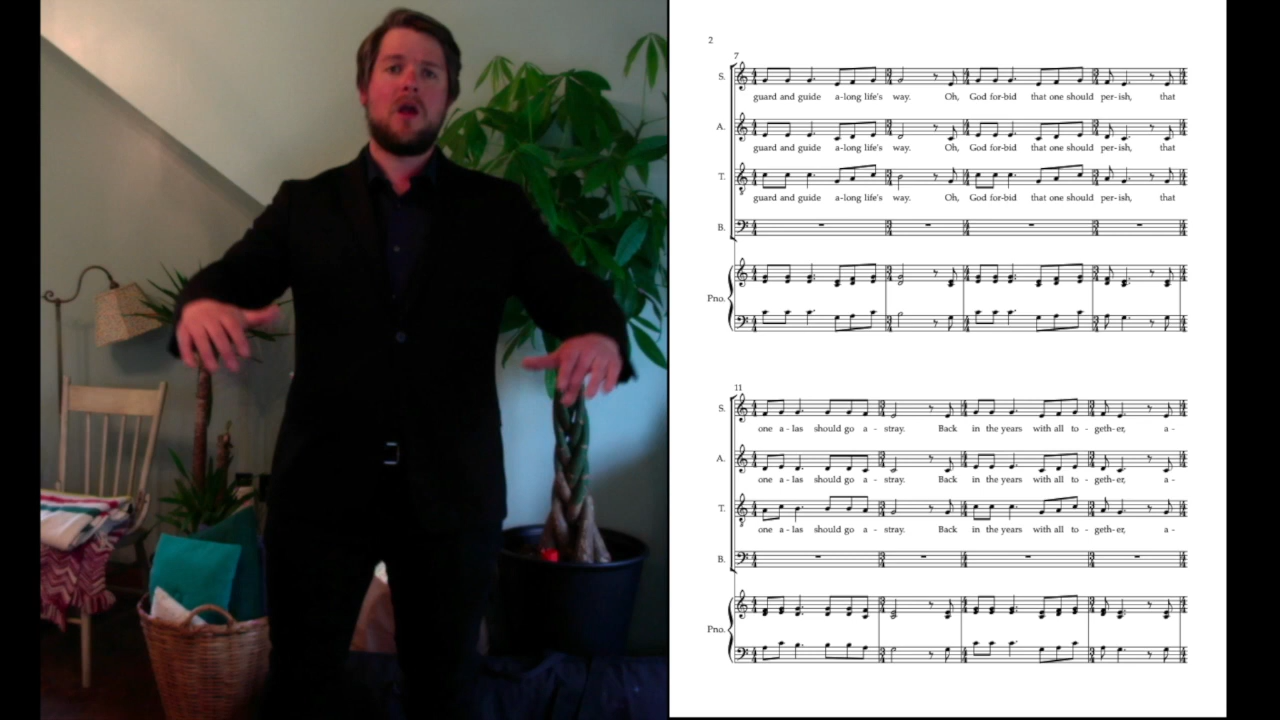 2
7
S.
guard and guide a-long life's way. Oh, God for-bid that one should per-ish, that
A.
guard and guide a-long life's way. Oh, God for-bid that one should per-ish, that
T.
guard and guide a-long life's way. Oh, God for-bid that one should per-ish, that
B.
Pno.
11
S.
one a - las should go a - stray. Back in the years with all to - geth-er, a -
A.
one a - las should go a - stray. Back in the years with all to - geth-er, a -
T.
one a - las should go a - stray. Back in the years with all to - geth-er, a -
B.
Pno.